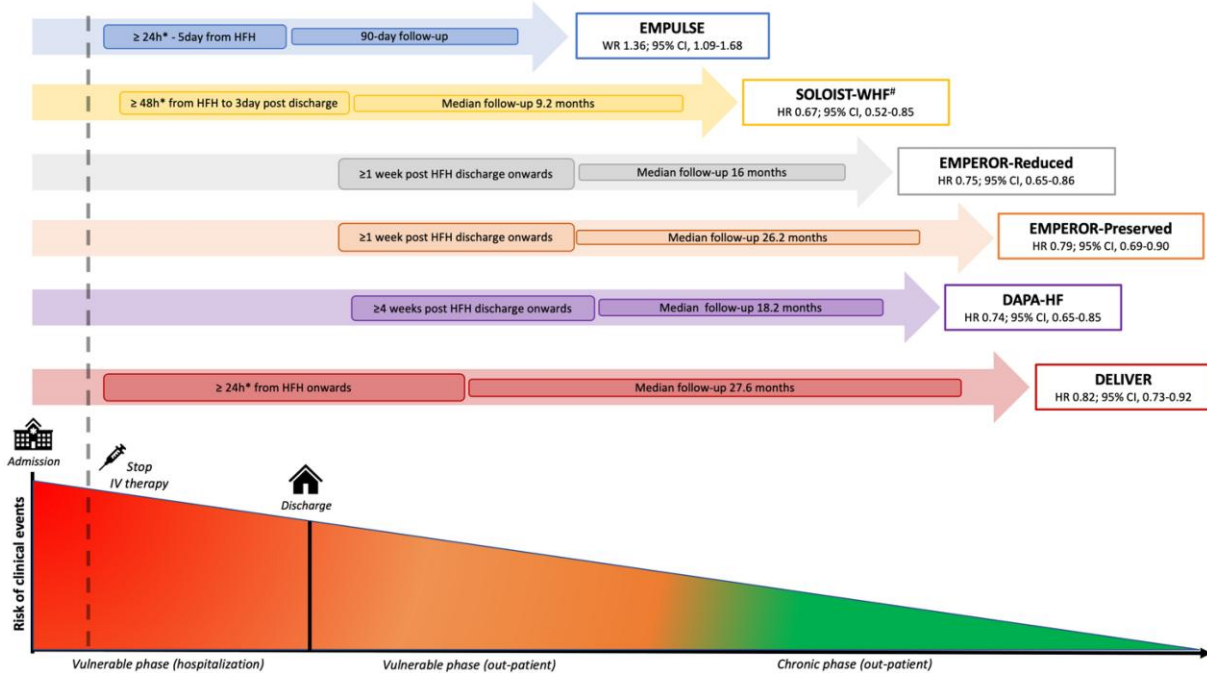 ≥ 24h* - 5day from HFH
90-day follow-up
EMPULSE
WR 1.36; 95% CI, 1.09-1.68
≥ 48h* from HFH to 3day post discharge
Median follow-up 9.2 months
SOLOIST-WHF#
HR 0.67; 95% CI, 0.52-0.85
≥1 week post HFH discharge onwards
Median follow-up 16 months
EMPEROR-Reduced
HR 0.75; 95% CI, 0.65-0.86
≥1 week post HFH discharge onwards
Median follow-up 26.2 months
EMPEROR-Preserved
HR 0.79; 95% CI, 0.69-0.90
≥4 weeks post HFH discharge onwards
Median follow-up 18.2 months
DAPA-HF
HR 0.74; 95% CI, 0.65-0.85
≥ 24h* from HFH onwards
Median follow-up 27.6 months
DELIVER
HR 0.82; 95% CI, 0.73-0.92
Admission
Stop
IV therapy
Discharge
Risk of clinical events
Vulnerable phase (hospitalization)
Vulnerable phase (out-patient)
Chronic phase (out-patient)